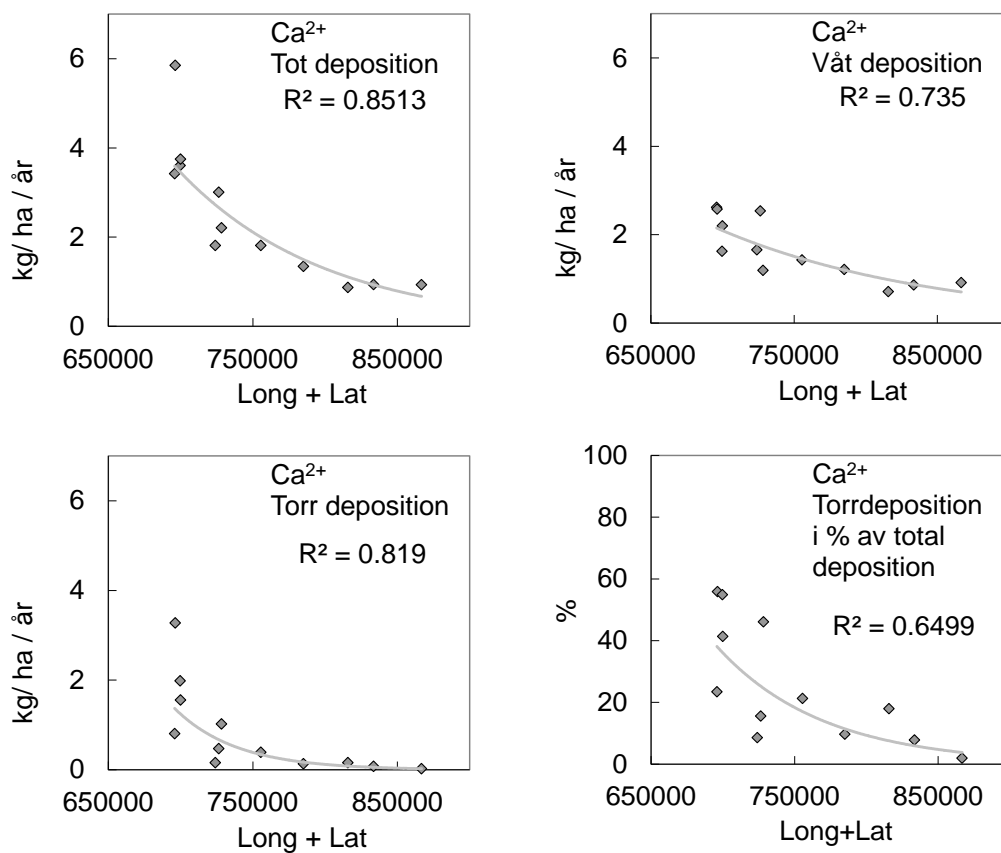 Ca²⁺
Tot deposition
R² = 0.8513
6
4
2
0
kg/ ha / år
650000 750000 850000
Long + Lat
Ca²⁺
Våt deposition
R² = 0.735
6
4
2
0
kg/ ha / år
650000 750000 850000
Long + Lat
Ca²⁺
Torr deposition
R² = 0.819
6
4
2
0
kg/ ha / år
650000 750000 850000
Long + Lat
Ca²⁺
Torrdeposition
i % av total
deposition
R² = 0.6499
100
80
60
40
20
0
%
650000 750000 850000
Long+Lat